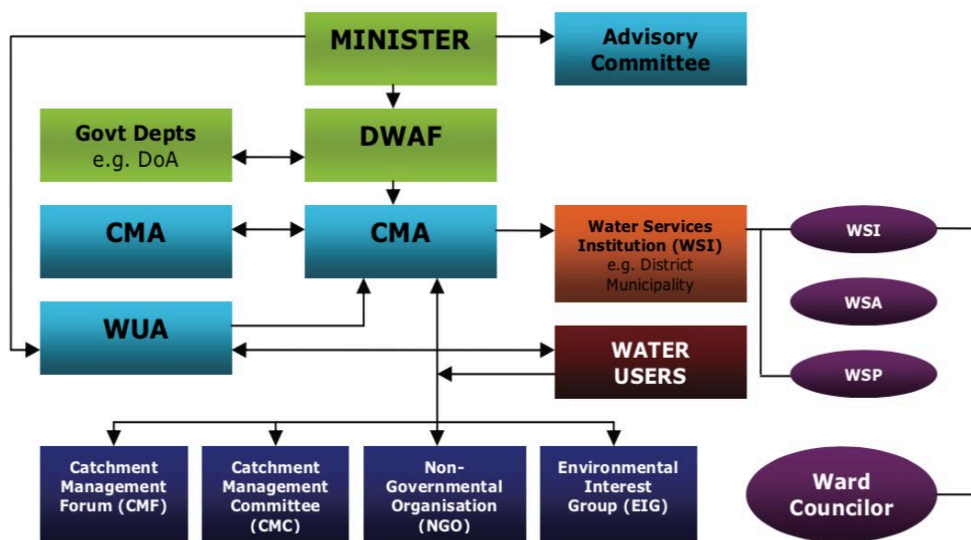 MINISTER
Advisory
Committee
Govt Depts
e.g. DoA
DWAF
CMA
CMA
Water Services
Institution (WSI)
e.g. District
Municipality
WSI
WSA
WUA
WATER
USERS
WSP
Catchment
Management
Forum (CMF)
Catchment
Management
Committee
(CMC)
Non-
Governmental
Organisation
(NGO)
Environmental
Interest
Group (EIG)
Ward
Councilor